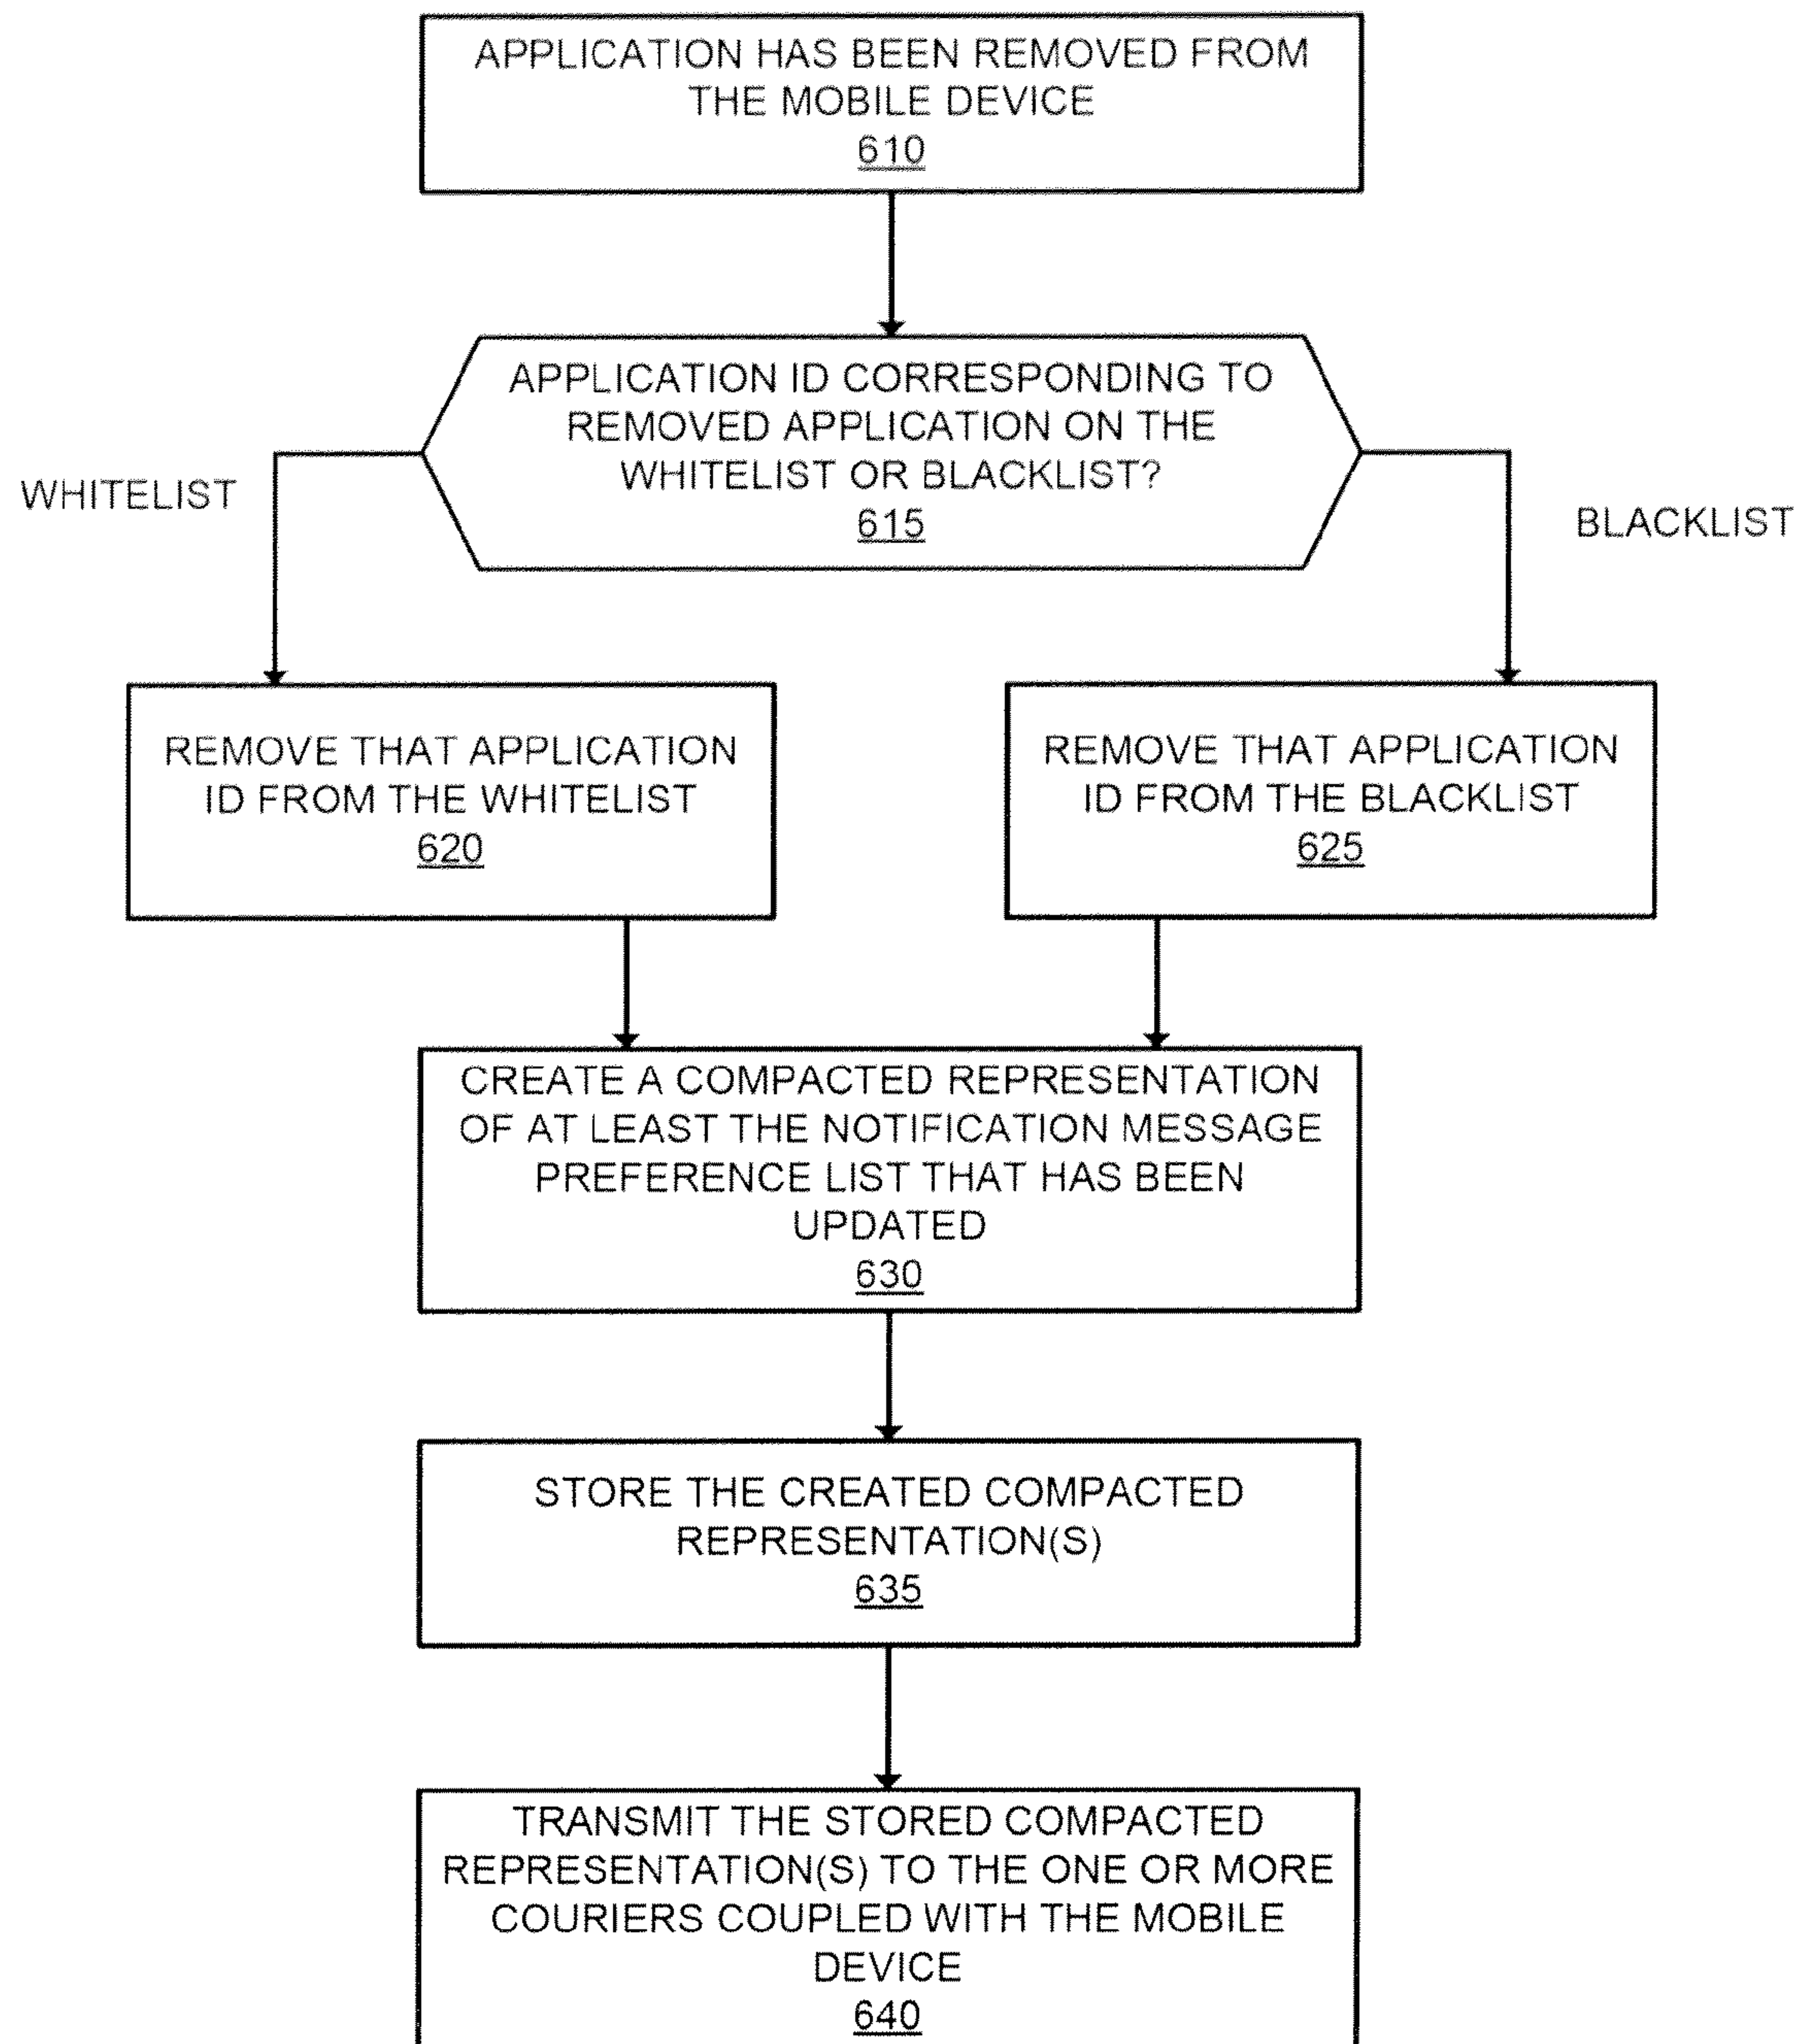 APPLICATION HAS BEEN REMOVED FROM
THE MOBILE DEVICE
610
APPLICATION ID CORRESPONDING TO
REMOVED APPLICATION ON THE
WHITELIST OR BLACKLIST?
615
WHITELIST
BLACKLIST
REMOVE THAT APPLICATION
ID FROM THE WHITELIST
620
REMOVE THAT APPLICATION
ID FROM THE BLACKLIST
625
CREATE A COMPACTED REPRESENTATION
OF AT LEAST THE NOTIFICATION MESSAGE
PREFERENCE LIST THAT HAS BEEN
UPDATED
630
STORE THE CREATED COMPACTED
REPRESENTATION(S)
635
TRANSMIT THE STORED COMPACTED
REPRESENTATION(S) TO THE ONE OR MORE
COURIERS COUPLED WITH THE MOBILE
DEVICE
640